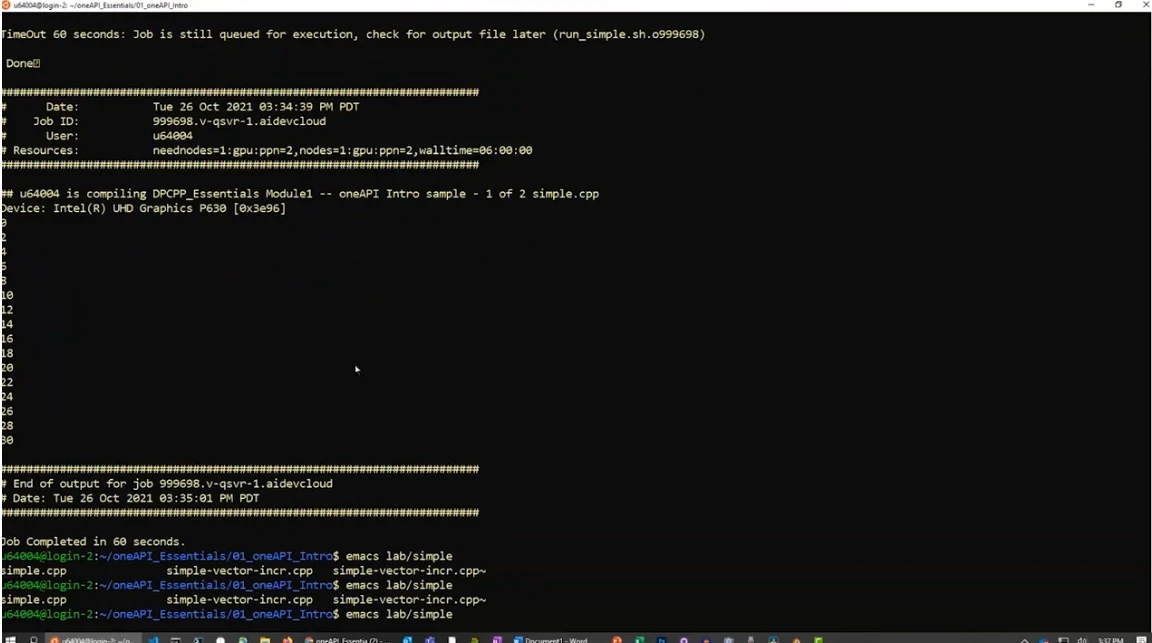 u64004@login-2: ~/oneAPI_Essentials/01_oneAPI_Intro
TimeOut 60 seconds: Job is still queued for execution, check for output file later (run_simple.sh.o999698)
Done
################################################################################
# Date: Tue 26 Oct 2021 03:34:39 PM PDT
# Job ID: 999698.v-qsvr-1.aidevcloud
# User: u64004
# Resources: neednodes=1:gpu:ppn=2,nodes=1:gpu:ppn=2,walltime=06:00:00
################################################################################
## u64004 is compiling DPCPP_Essentials Module1 -- oneAPI Intro sample - 1 of 2 simple.cpp
Device: Intel(R) UHD Graphics P630 [0x3e96]
0
2
4
6
8
10
12
14
16
18
20
22
24
26
28
30
################################################################################
# End of output for job 999698.v-qsvr-1.aidevcloud
# Date: Tue 26 Oct 2021 03:35:01 PM PDT
################################################################################
Job Completed in 60 seconds.
u64004@login-2:~/oneAPI_Essentials/01_oneAPI_Intro$ emacs lab/simple
simple.cpp simple-vector-incr.cpp simple-vector-incr.cpp~
u64004@login-2:~/oneAPI_Essentials/01_oneAPI_Intro$ emacs lab/simple
simple.cpp simple-vector-incr.cpp simple-vector-incr.cpp~
u64004@login-2:~/oneAPI_Essentials/01_oneAPI_Intro$ emacs lab/simple
u64004@login-2: ~/o... oneAPI_Essentia (2) - ... Document1 - Word 3:37 PM